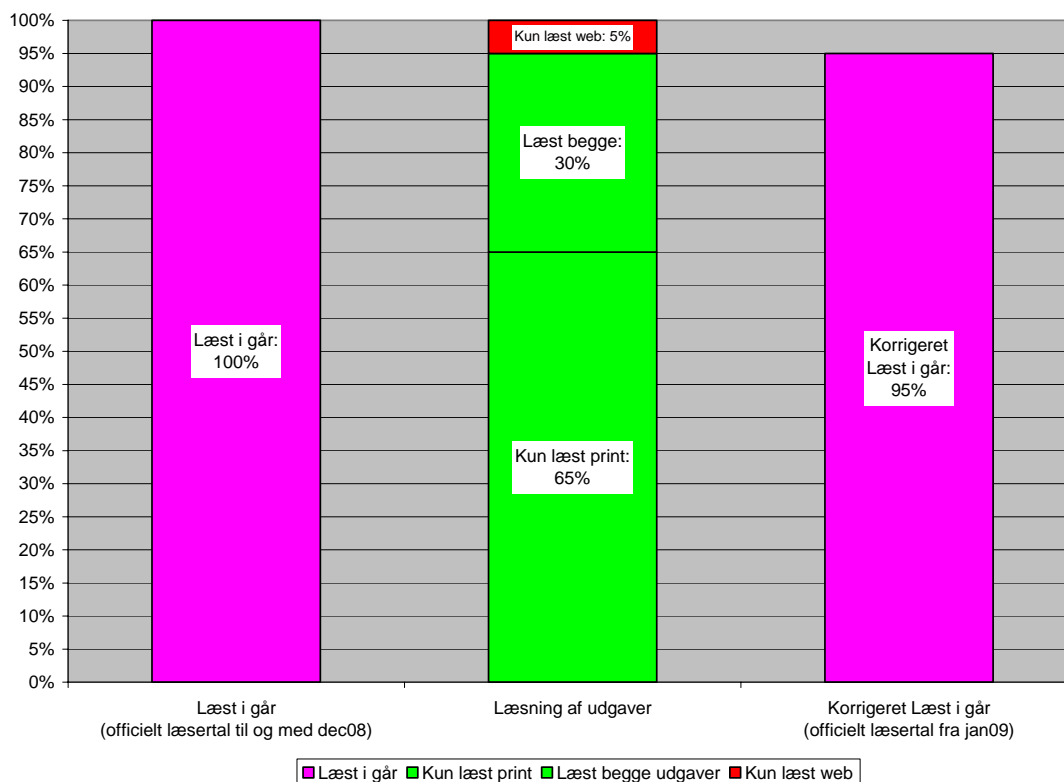 100%
95%
90%
85%
80%
75%
70%
65%
60%
55%
50%
45%
40%
35%
30%
25%
20%
15%
10%
5%
0%
Læst i går:
100%
Kun læst web: 5%
Læst begge:
30%
Kun læst print:
65%
Korrigeret
Læst i går:
95%
Læst i går
(officielt læsertal til og med dec08)
Læsning af udgaver
Korrigeret Læst i går
(officielt læsertal fra jan09)
Læst i går Kun læst print Læst begge udgaver Kun læst web